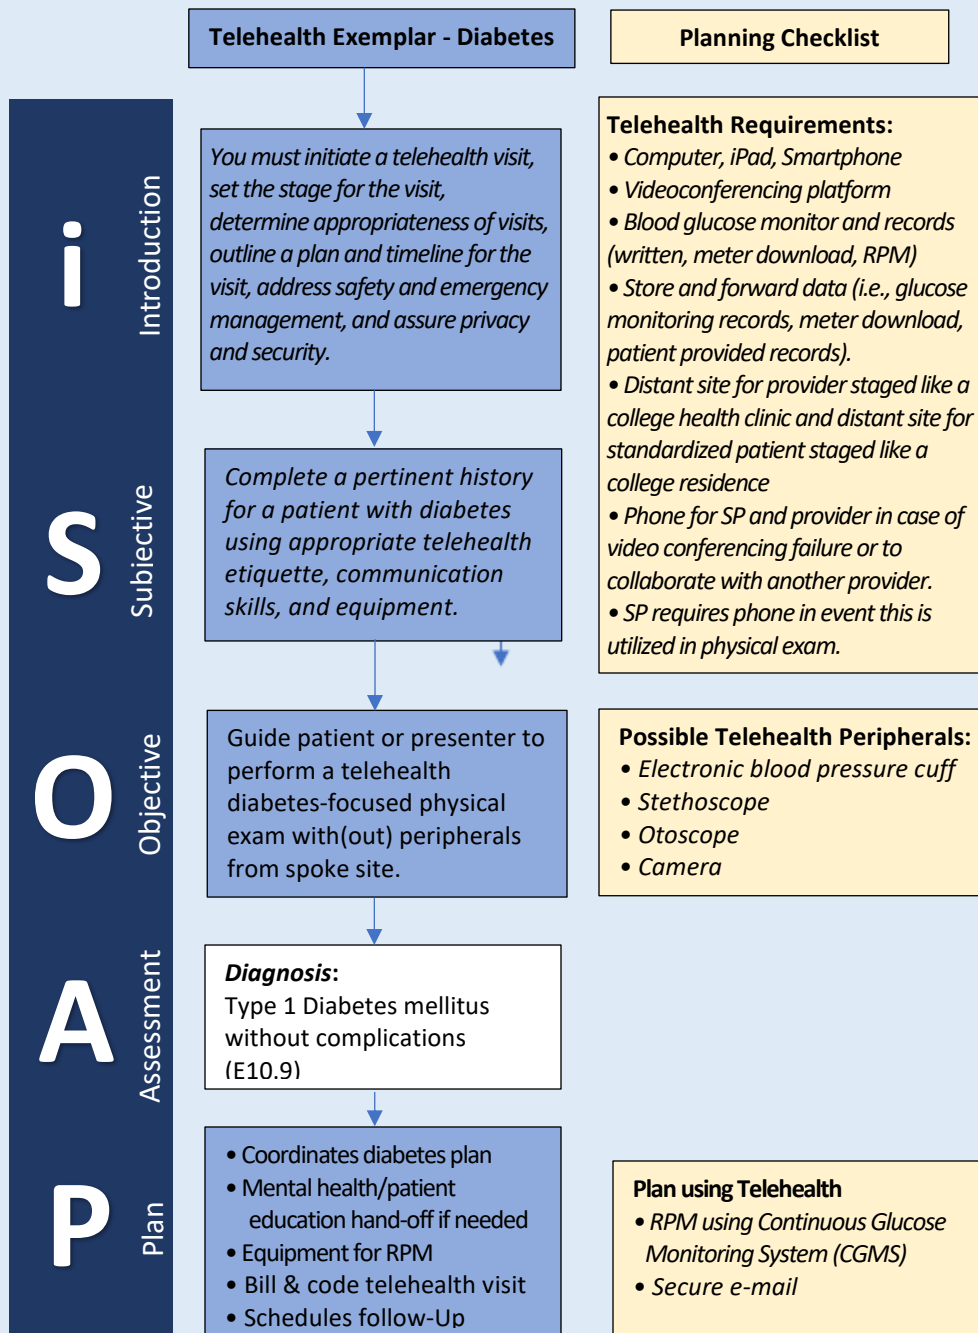 Telehealth Exemplar - Diabetes
Planning Checklist
i
Introduction
You must initiate a telehealth visit,
set the stage for the visit,
determine appropriateness of visits,
outline a plan and timeline for the
visit, address safety and emergency
management, and assure privacy
and security.
Telehealth Requirements:
• Computer, iPad, Smartphone
• Videoconferencing platform
• Blood glucose monitor and records
(written, meter download, RPM)
• Store and forward data (i.e., glucose
monitoring records, meter download,
patient provided records).
• Distant site for provider staged like a
college health clinic and distant site for
standardized patient staged like a
college residence
• Phone for SP and provider in case of
video conferencing failure or to
collaborate with another provider.
• SP requires phone in event this is
utilized in physical exam.
S
Subjective
Complete a pertinent history
for a patient with diabetes
using appropriate telehealth
etiquette, communication
skills, and equipment.
O
Objective
Guide patient or presenter to
perform a telehealth
diabetes-focused physical
exam with(out) peripherals
from spoke site.
Possible Telehealth Peripherals:
• Electronic blood pressure cuff
• Stethoscope
• Otoscope
• Camera
A
Assessment
Diagnosis:
Type 1 Diabetes mellitus
without complications
(E10.9)
P
Plan
• Coordinates diabetes plan
• Mental health/patient
education hand-off if needed
• Equipment for RPM
• Bill & code telehealth visit
• Schedules follow-Up
Plan using Telehealth
• RPM using Continuous Glucose
Monitoring System (CGMS)
• Secure e-mail